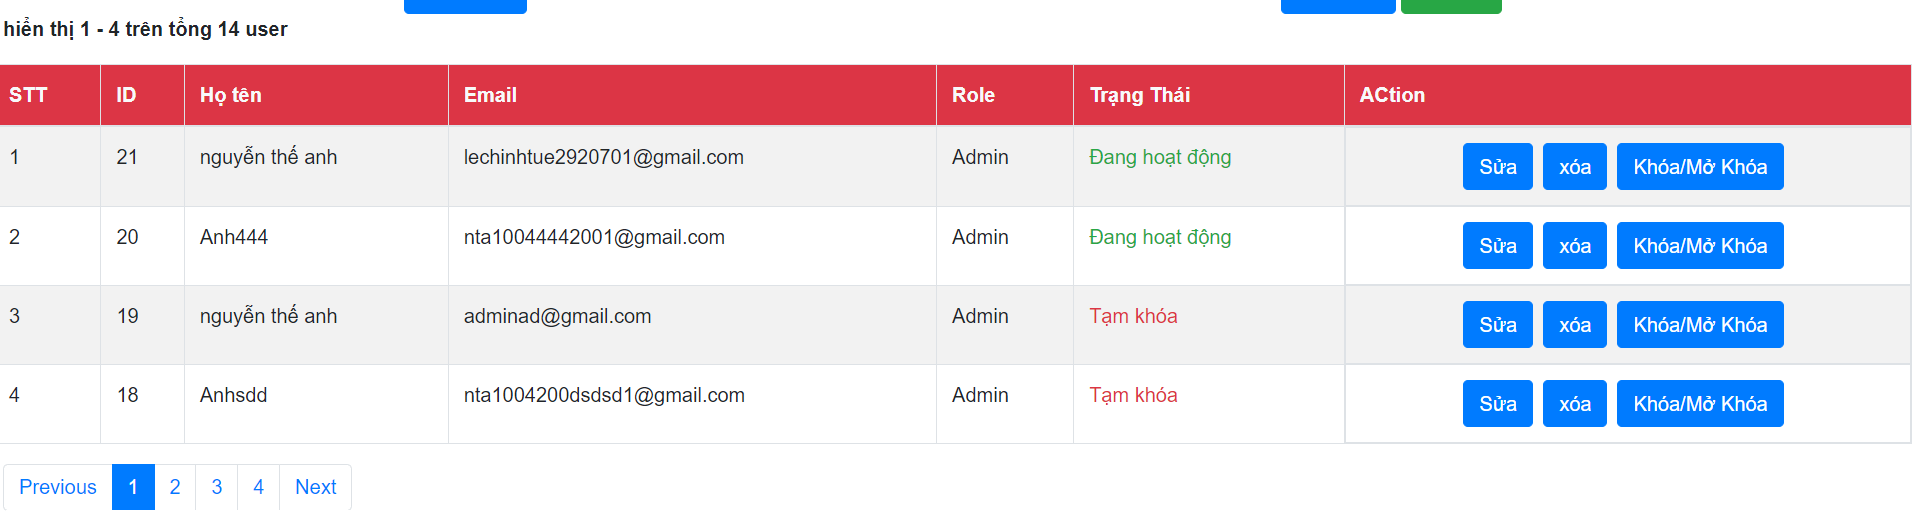 hiển thị 1 - 4 trên tổng 14 user
STT ID Họ tên Email Role Trạng Thái ACtion
1 21 nguyễn thế anh lechinhtue2920701@gmail.com Admin Đang hoạt động Sửa xóa Khóa/Mở Khóa
2 20 Anh444 nta10044442001@gmail.com Admin Đang hoạt động Sửa xóa Khóa/Mở Khóa
3 19 nguyễn thế anh adminad@gmail.com Admin Tạm khóa Sửa xóa Khóa/Mở Khóa
4 18 Anhsdd nta1004200dsdsd1@gmail.com Admin Tạm khóa Sửa xóa Khóa/Mở Khóa
Previous 1 2 3 4 Next